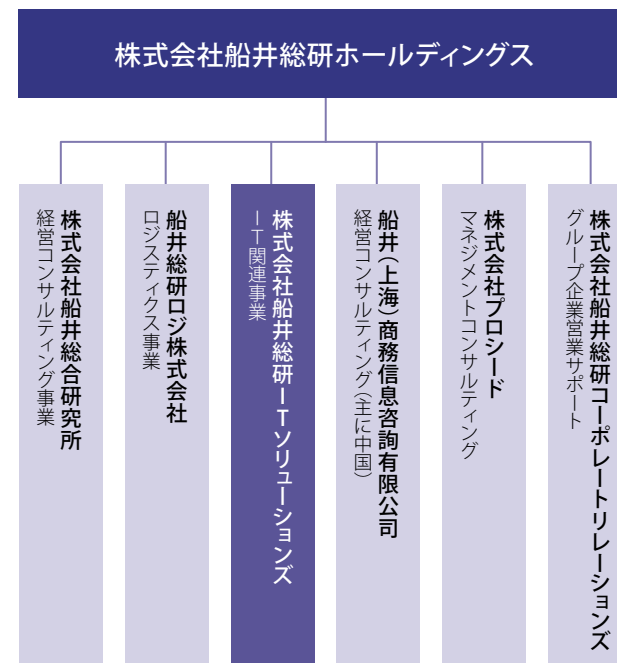 株式会社船井総研ホールディングス
株式会社船井総合研究所
経営コンサルティング事業
船井総研ロジ株式会社
ロジスティクス事業
株式会社船井総研ITソリューションズ
IT関連事業
船井(上海)商務信息咨詢有限公司
経営コンサルティング(主に中国)
株式会社プロシード
マネジメントコンサルティング
株式会社船井総研コーポレートリレーションズ
グループ企業営業サポート